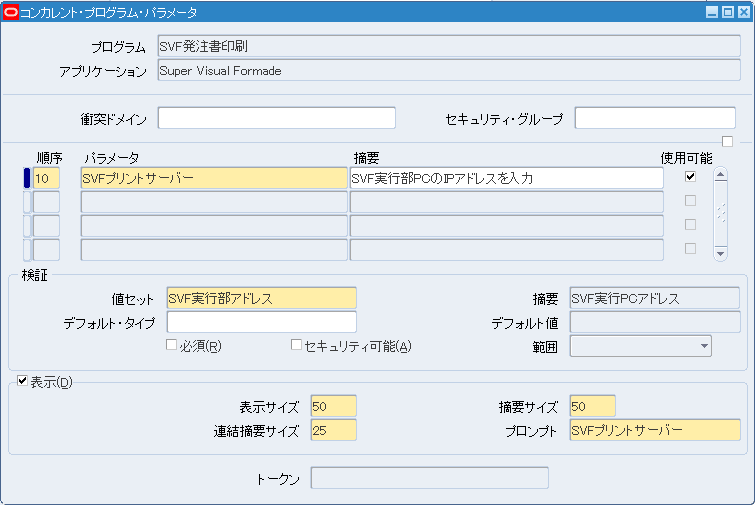 コンカレント・プログラム・パラメータ
プログラム SVF発注書印刷
アプリケーション Super Visual Formade
衝突ドメイン セキュリティ・グループ
順序 パラメータ 摘要 使用可能
10 SVFプリントサーバー SVF実行部PCのIPアドレスを入力
検証
値セット SVF実行部アドレス 摘要 SVF実行PCアドレス
デフォルト・タイプ デフォルト値
必須(R) セキュリティ可能(A) 範囲
表示(D)
表示サイズ 50 摘要サイズ 50
連結摘要サイズ 25 プロンプト SVFプリントサーバー
トークン